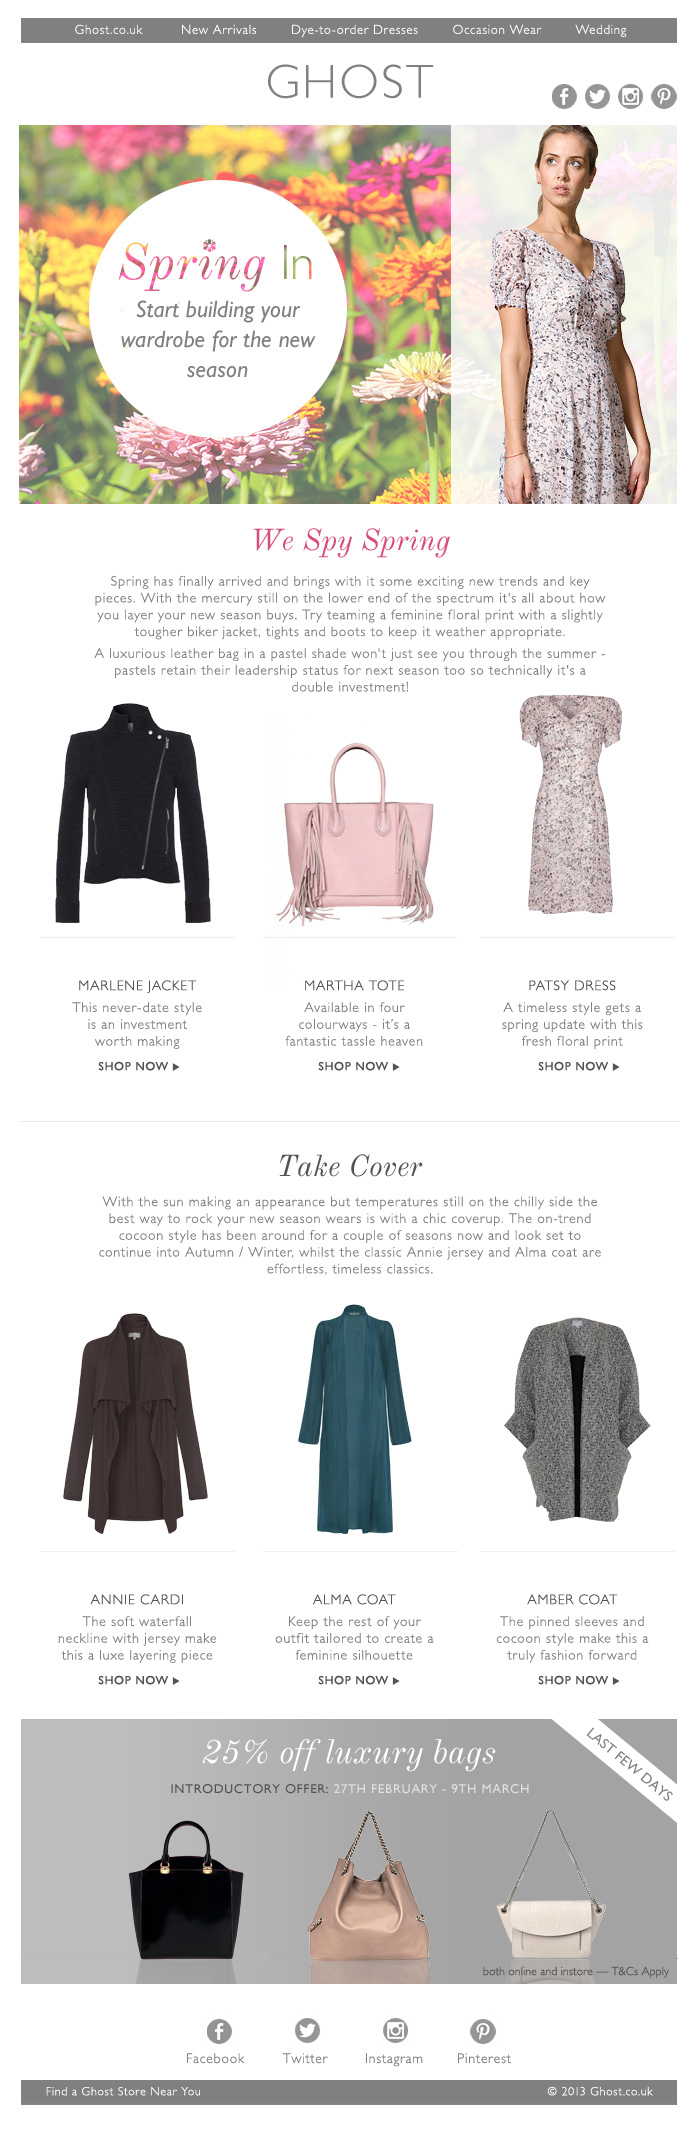 Ghost.co.uk New Arrivals Dye-to-order Dresses Occasion Wear Wedding
GHOST
Spring In
Start building your
wardrobe for the new
season
We Spy Spring
Spring has finally arrived and brings with it some exciting new trends and key
pieces. With the mercury still on the lower end of the spectrum it's all about how
you layer your new season buys. Try teaming a feminine floral print with a slightly
tougher biker jacket, tights and boots to keep it weather appropriate.
A luxurious leather bag in a pastel shade won't just see you through the summer -
pastels retain their leadership status for next season too so technically it's a
double investment!
MARLENE JACKET
This never-date style
is an investment
worth making
SHOP NOW ▶
MARTHA TOTE
Available in four
colourways - it's a
fantastic tassle heaven
SHOP NOW ▶
PATSY DRESS
A timeless style gets a
spring update with this
fresh floral print
SHOP NOW ▶
Take Cover
With the sun making an appearance but temperatures still on the chilly side the
best way to rock your new season wears is with a chic coverup. The on-trend
cocoon style has been around for a couple of seasons now and look set to
continue into Autumn / Winter, whilst the classic Annie jersey and Alma coat are
effortless, timeless classics.
ANNIE CARDI
The soft waterfall
neckline with jersey make
this a luxe layering piece
SHOP NOW ▶
ALMA COAT
Keep the rest of your
outfit tailored to create a
feminine silhouette
SHOP NOW ▶
AMBER COAT
The pinned sleeves and
cocoon style make this a
truly fashion forward
SHOP NOW ▶
25% off luxury bags
LAST FEW DAYS
INTRODUCTORY OFFER: 27TH FEBRUARY - 9TH MARCH
both online and instore — T&Cs Apply
Facebook Twitter Instagram Pinterest
Find a Ghost Store Near You © 2013 Ghost.co.uk